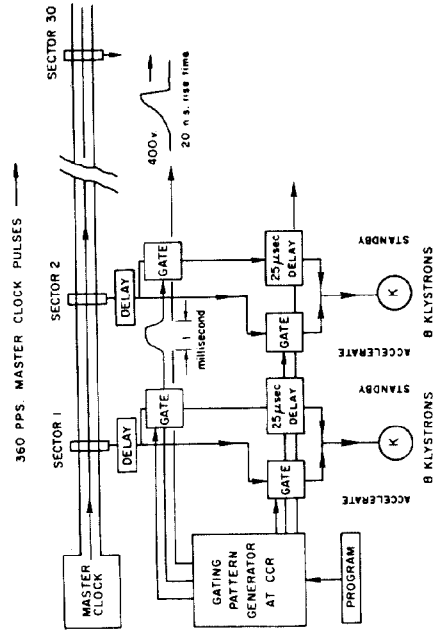 360 PPS. MASTER CLOCK PULSES
SECTOR 1
SECTOR 2
SECTOR 30
MASTER
CLOCK
DELAY
DELAY
400 v.
20 n.s. rise time
GATE
GATE
1
millisecond
GATING
PATTERN
GENERATOR
AT CCR
GATE
25 µsec
DELAY
GATE
25 µsec
DELAY
PROGRAM
ACCELERATE
STANDBY
ACCELERATE
STANDBY
K
K
8 KLYSTRONS
8 KLYSTRONS